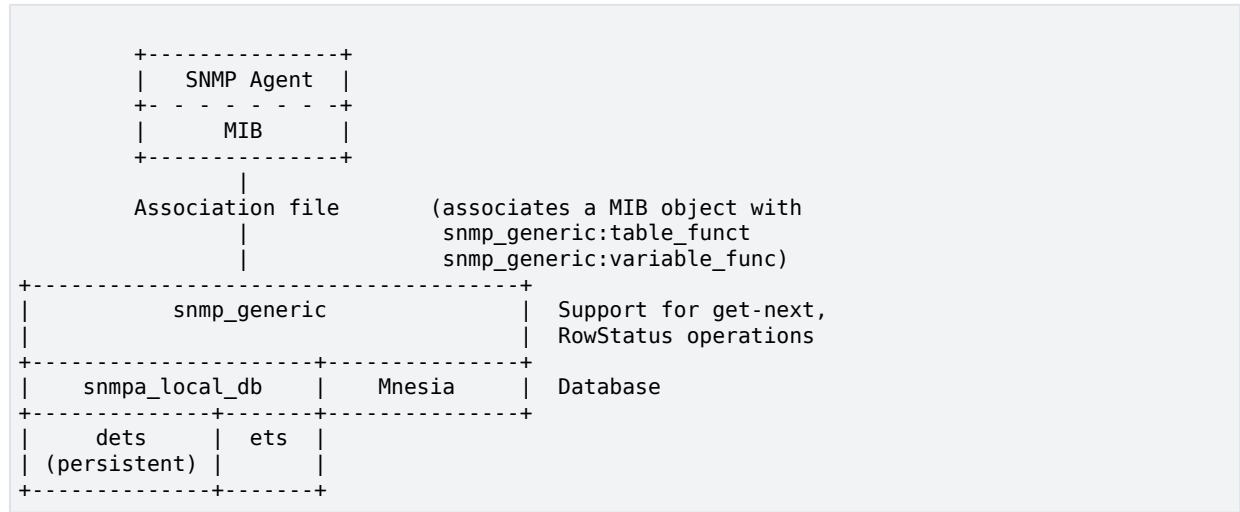 +---------------+
|   SNMP Agent  |
+- - - - - - - -+
|      MIB      |
+---------------+
|
Association file       (associates a MIB object with
|               snmp_generic:table_funct
|               snmp_generic:variable_func)
+--------------------------------------+
|           snmp_generic               |  Support for get-next,
|                                      |  RowStatus operations
+----------------------+---------------+
|    snmpa_local_db    |    Mnesia     |  Database
+--------------+-------+---------------+
|     dets     |  ets  |
| (persistent) |       |
+--------------+-------+